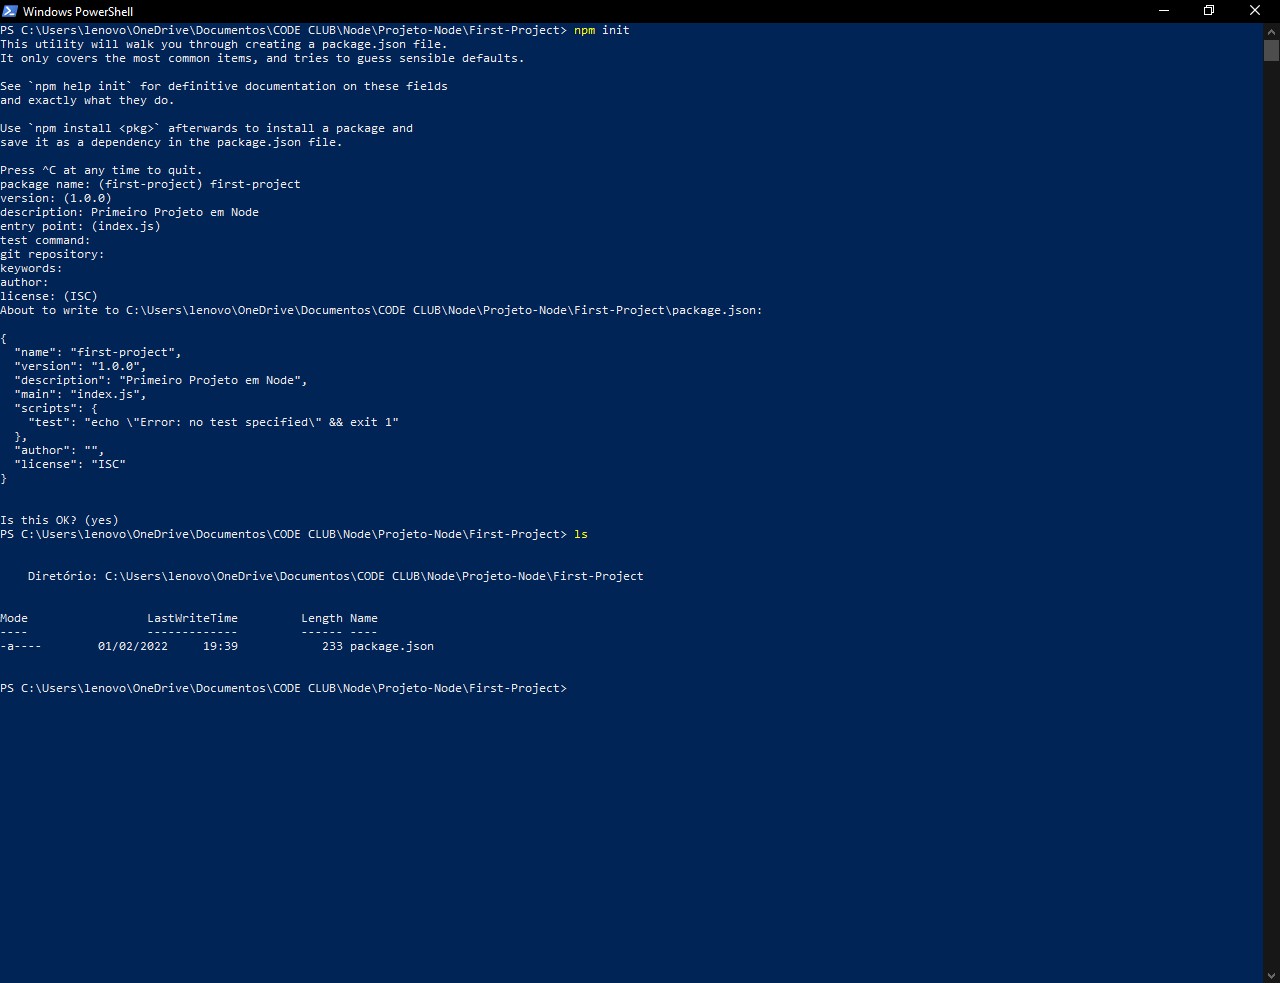 Windows PowerShell
PS C:\Users\lenovo\OneDrive\Documentos\CODE CLUB\Node\Projeto-Node\First-Project> npm init
This utility will walk you through creating a package.json file.
It only covers the most common items, and tries to guess sensible defaults.
See `npm help init` for definitive documentation on these fields
and exactly what they do.
Use `npm install <pkg>` afterwards to install a package and
save it as a dependency in the package.json file.
Press ^C at any time to quit.
package name: (first-project) first-project
version: (1.0.0)
description: Primeiro Projeto em Node
entry point: (index.js)
test command:
git repository:
keywords:
author:
license: (ISC)
About to write to C:\Users\lenovo\OneDrive\Documentos\CODE CLUB\Node\Projeto-Node\First-Project\package.json:
{
  "name": "first-project",
  "version": "1.0.0",
  "description": "Primeiro Projeto em Node",
  "main": "index.js",
  "scripts": {
    "test": "echo \"Error: no test specified\" && exit 1"
  },
  "author": "",
  "license": "ISC"
}
Is this OK? (yes)
PS C:\Users\lenovo\OneDrive\Documentos\CODE CLUB\Node\Projeto-Node\First-Project> ls
    Diretório: C:\Users\lenovo\OneDrive\Documentos\CODE CLUB\Node\Projeto-Node\First-Project
Mode                 LastWriteTime         Length Name
----                 -------------         ------ ----
-a----        01/02/2022     19:39            233 package.json
PS C:\Users\lenovo\OneDrive\Documentos\CODE CLUB\Node\Projeto-Node\First-Project>